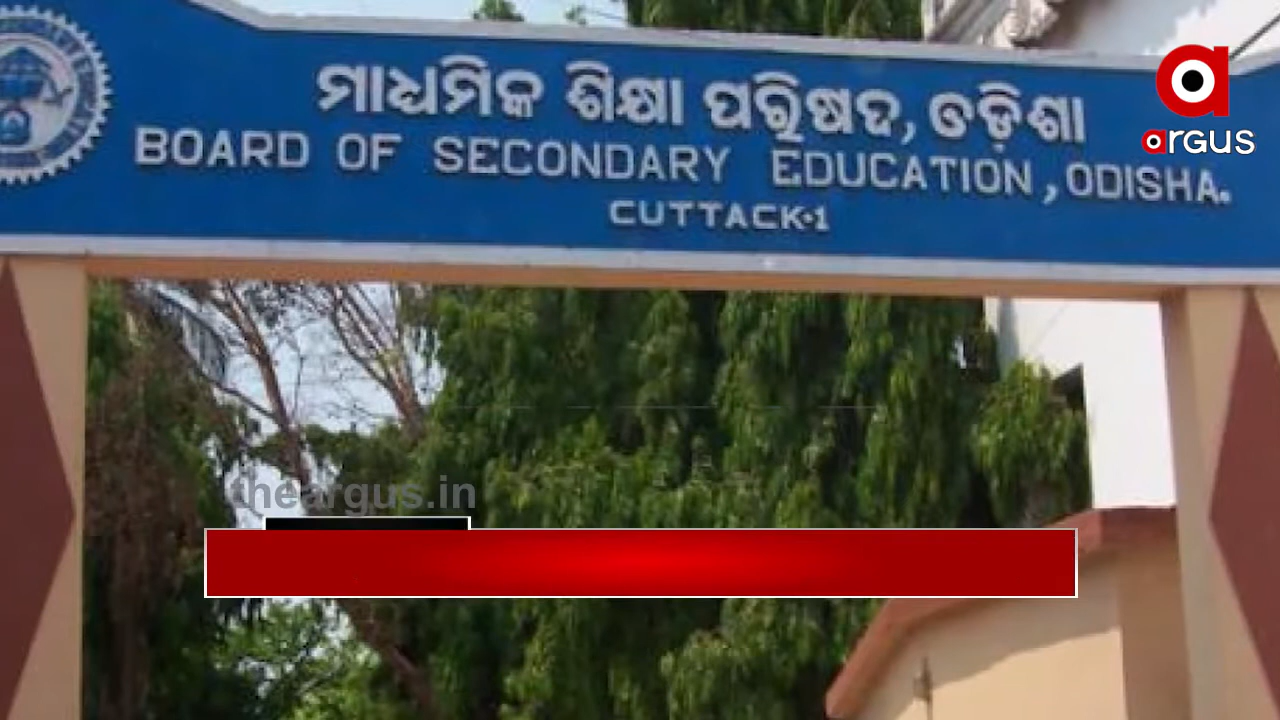 ମାଧ୍ୟମିକ ଶିକ୍ଷା ପରିଷଦ, ଓଡ଼ିଶା
BOARD OF SECONDARY EDUCATION, ODISHA.
CUTTACK-1
argus
theargus.in